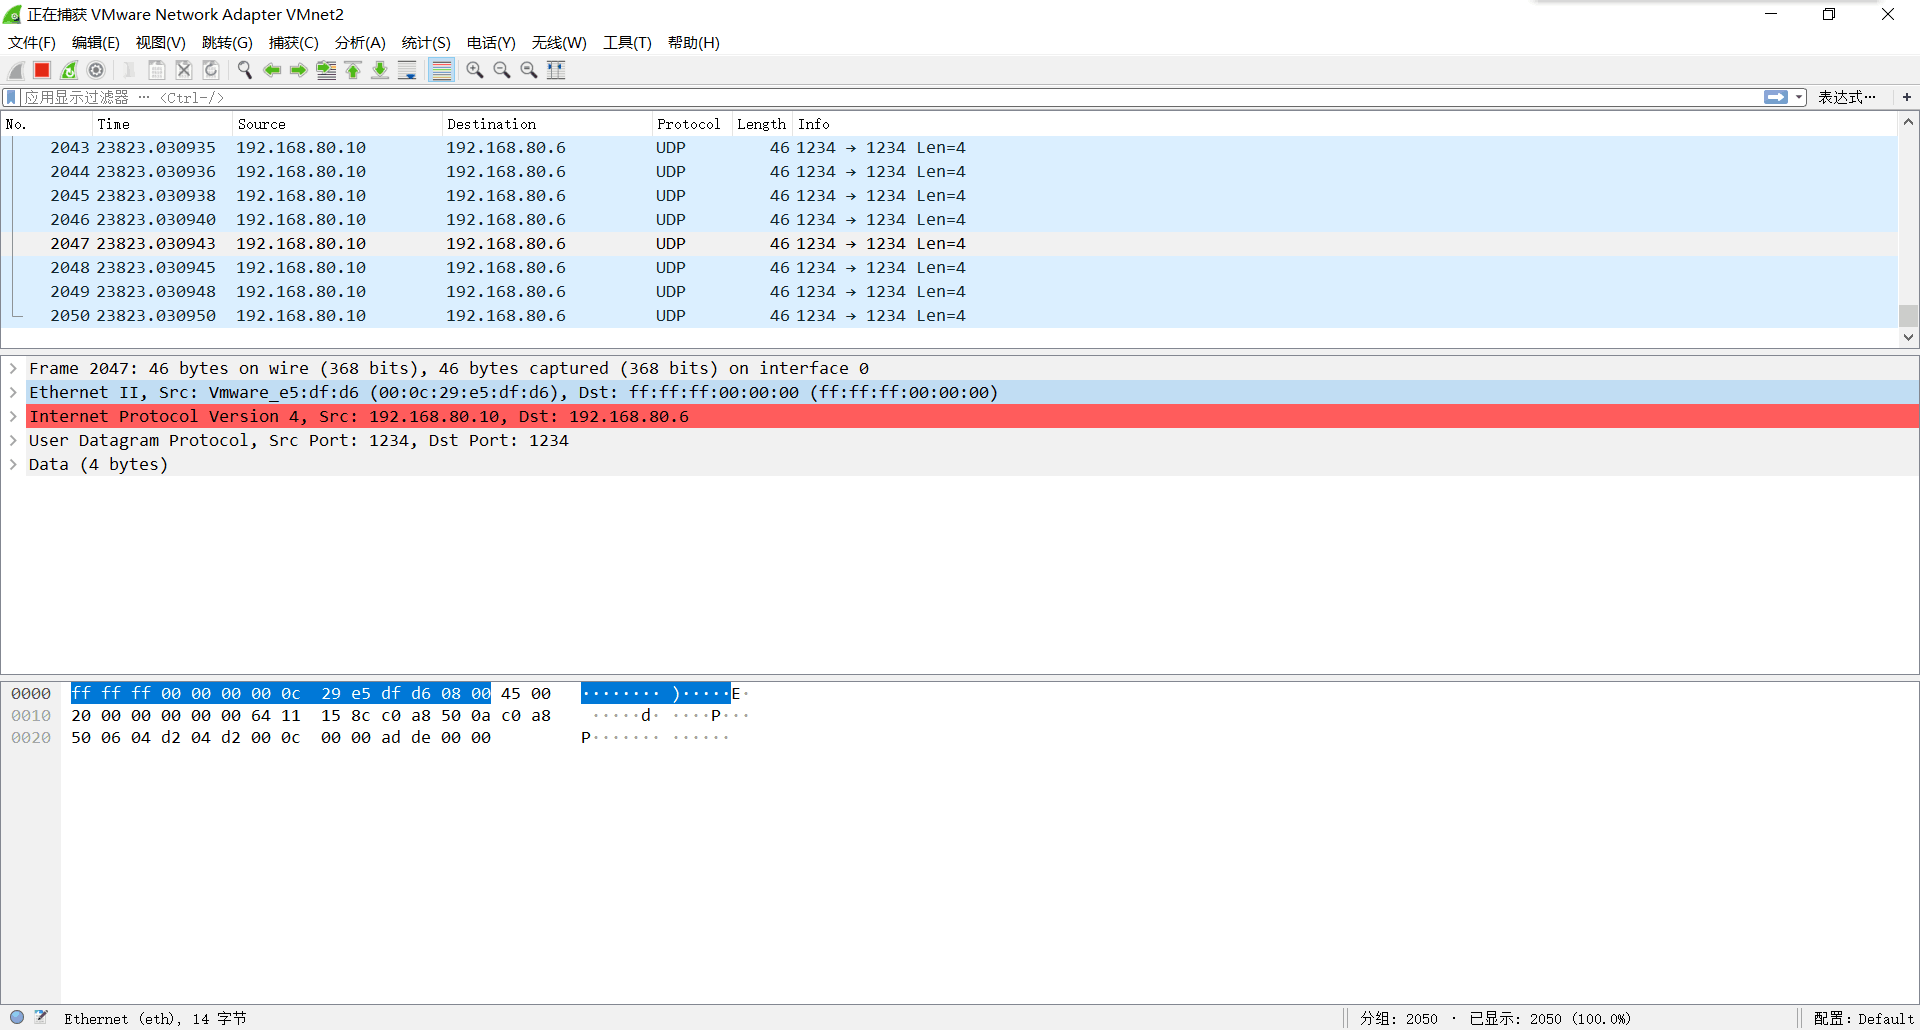 正在捕获 VMware Network Adapter VMnet2
文件(F) 编辑(E) 视图(V) 跳转(G) 捕获(C) 分析(A) 统计(S) 电话(Y) 无线(W) 工具(T) 帮助(H)
应用显示过滤器 … <Ctrl-/> 表达式… +
No. Time Source Destination Protocol Length Info
2043 23823.030935 192.168.80.10 192.168.80.6 UDP 46 1234 → 1234 Len=4
2044 23823.030936 192.168.80.10 192.168.80.6 UDP 46 1234 → 1234 Len=4
2045 23823.030938 192.168.80.10 192.168.80.6 UDP 46 1234 → 1234 Len=4
2046 23823.030940 192.168.80.10 192.168.80.6 UDP 46 1234 → 1234 Len=4
2047 23823.030943 192.168.80.10 192.168.80.6 UDP 46 1234 → 1234 Len=4
2048 23823.030945 192.168.80.10 192.168.80.6 UDP 46 1234 → 1234 Len=4
2049 23823.030948 192.168.80.10 192.168.80.6 UDP 46 1234 → 1234 Len=4
2050 23823.030950 192.168.80.10 192.168.80.6 UDP 46 1234 → 1234 Len=4
Frame 2047: 46 bytes on wire (368 bits), 46 bytes captured (368 bits) on interface 0
Ethernet II, Src: Vmware_e5:df:d6 (00:0c:29:e5:df:d6), Dst: ff:ff:ff:00:00:00 (ff:ff:ff:00:00:00)
Internet Protocol Version 4, Src: 192.168.80.10, Dst: 192.168.80.6
User Datagram Protocol, Src Port: 1234, Dst Port: 1234
Data (4 bytes)
0000 ff ff ff 00 00 00 00 0c 29 e5 df d6 08 00 45 00 ········ )·····E·
0010 20 00 00 00 00 00 64 11 15 8c c0 a8 50 0a c0 a8 ·····d· ····P···
0020 50 06 04 d2 04 d2 00 0c 00 00 ad de 00 00 P······· ······
Ethernet (eth), 14 字节 分组: 2050 · 已显示: 2050 (100.0%) 配置: Default